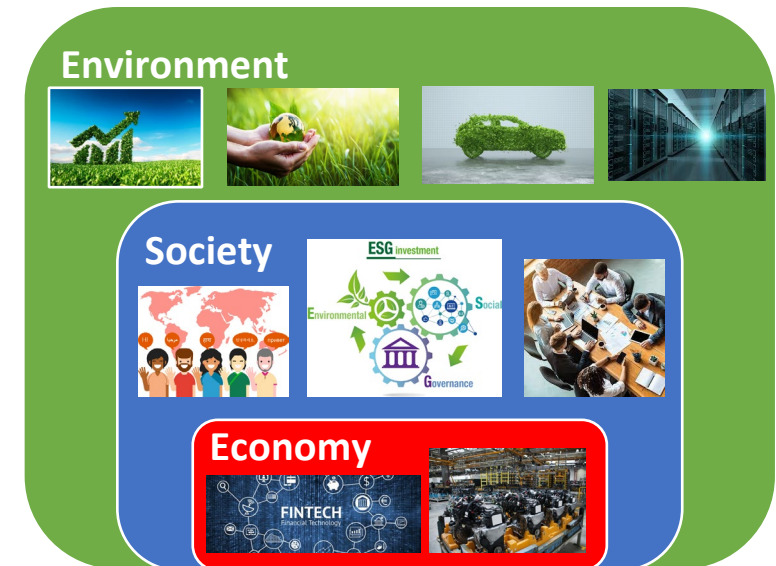 Environment
Society
ESG investment
Environmental
Social
Governance
Economy
FINTECH
Financial Technology